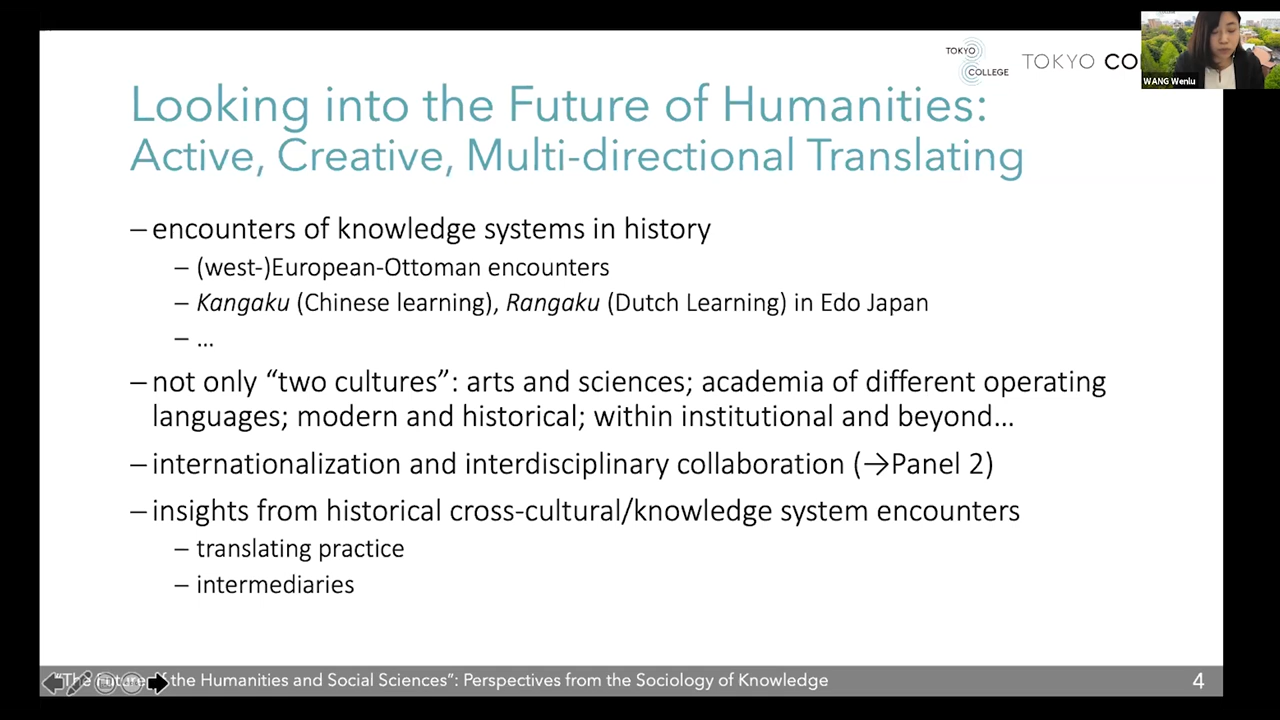 TOKYO
COLLEGE
TOKYO CO
WANG Wenlu
Looking into the Future of Humanities:
Active, Creative, Multi-directional Translating
– encounters of knowledge systems in history
– (west-)European-Ottoman encounters
– Kangaku (Chinese learning), Rangaku (Dutch Learning) in Edo Japan
– …
– not only “two cultures”: arts and sciences; academia of different operating
languages; modern and historical; within institutional and beyond…
– internationalization and interdisciplinary collaboration (→Panel 2)
– insights from historical cross-cultural/knowledge system encounters
– translating practice
– intermediaries
“The Future of the Humanities and Social Sciences”: Perspectives from the Sociology of Knowledge
4